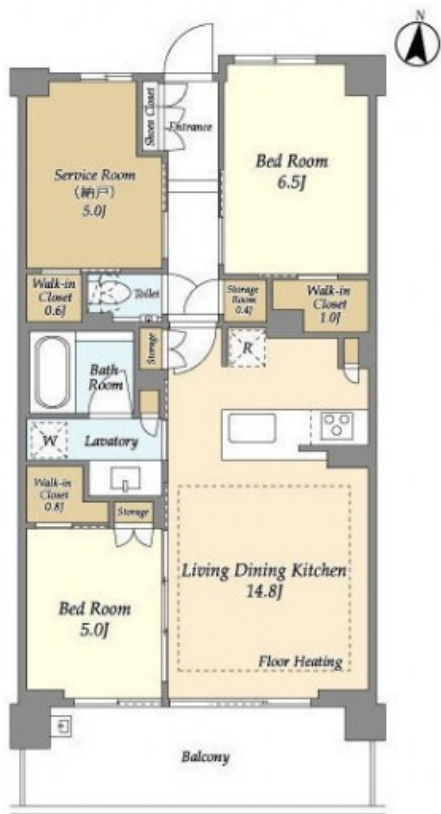 N
Shoes Closet
Entrance
Service Room
(納戸)
5.0J
Bed Room
6.5J
Walk-in
Closet
0.6J
Toilet
Storage
Room
0.4J
Walk-in
Closet
1.0J
Storage
R
Bath
Room
W
Lavatory
Walk-in
Closet
0.8J
Storage
Living Dining Kitchen
14.8J
Bed Room
5.0J
Floor Heating
Balcony